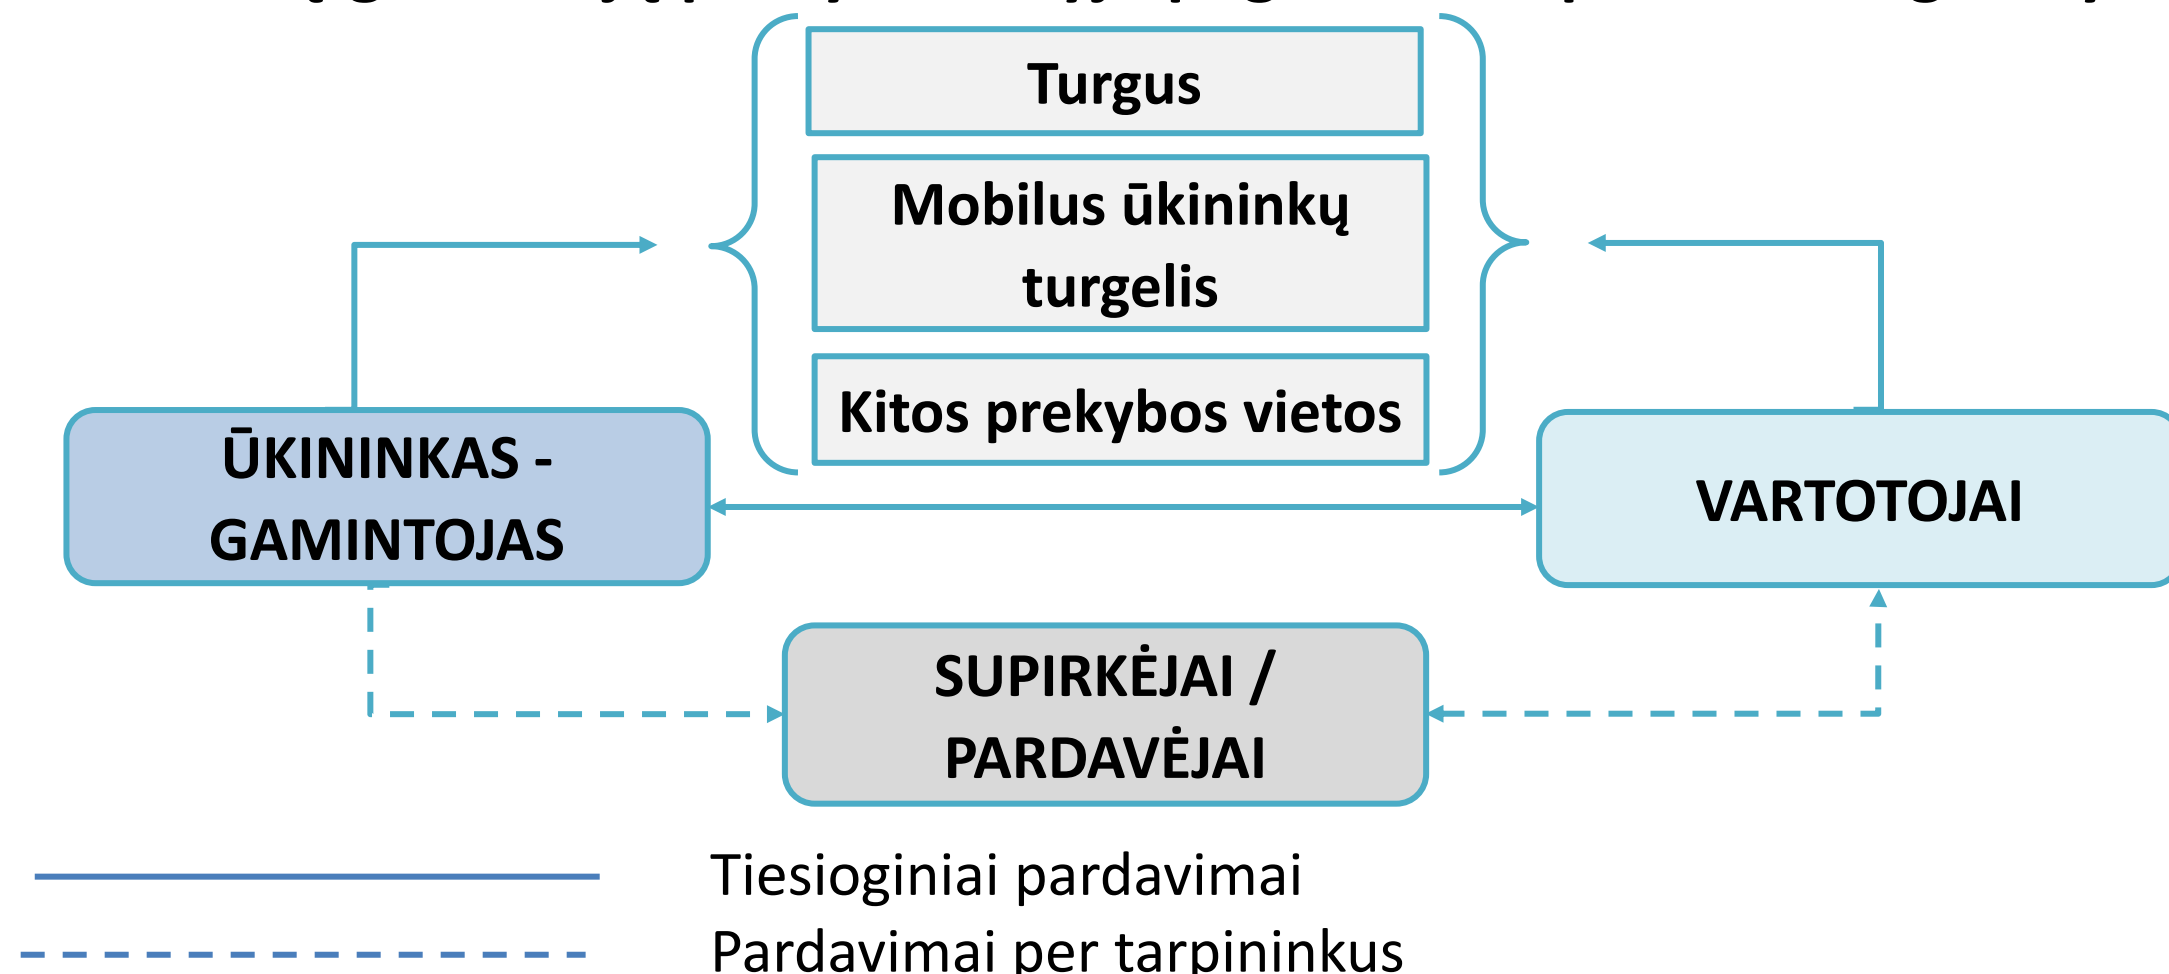 Turgus
Mobilus ūkininkų
turgelis
Kitos prekybos vietos
ŪKININKAS -
GAMINTOJAS
VARTOTOJAI
SUPIRKĖJAI /
PARDAVĖJAI
Tiesioginiai pardavimai
Pardavimai per tarpininkus